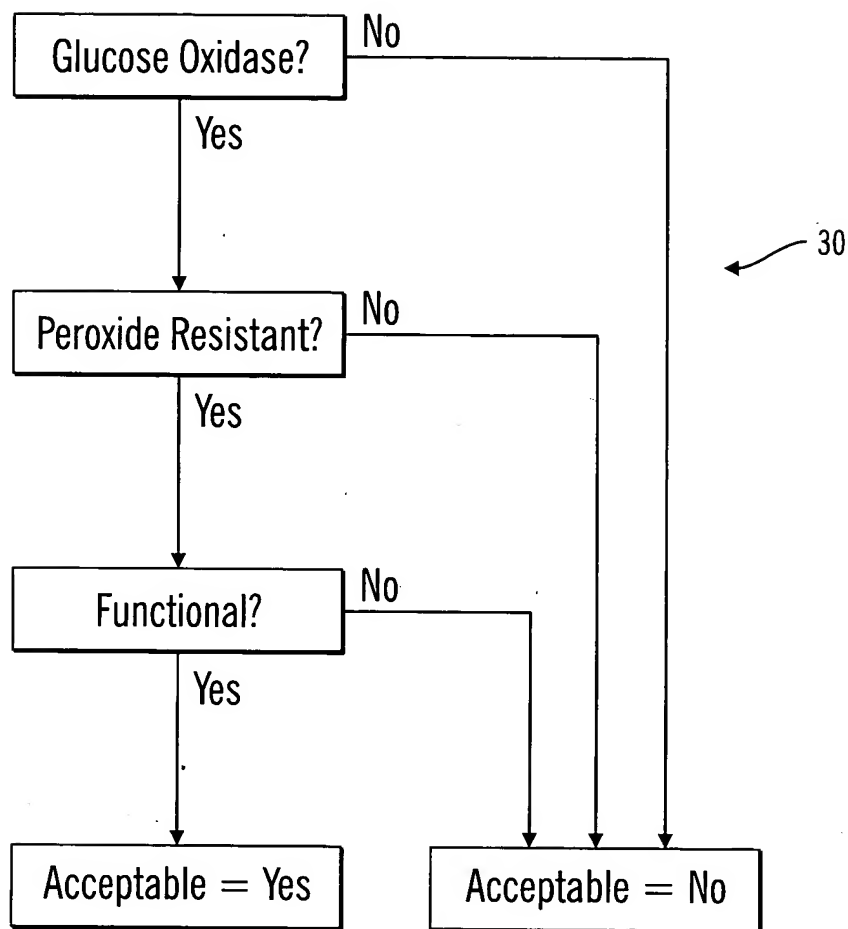 Glucose Oxidase?
No
Yes
30
Peroxide Resistant?
No
Yes
Functional?
No
Yes
Acceptable = Yes
Acceptable = No